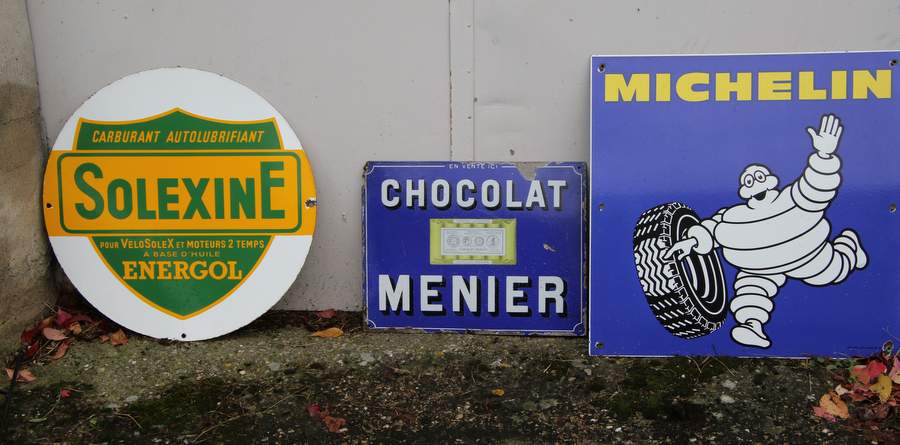 CARBURANT AUTOLUBRIFIANT
SOLEXINE
POUR VELOSOLEX ET MOTEURS 2 TEMPS
A BASE D'HUILE
ENERGOL
EN VENTE ICI
CHOCOLAT
MENIER
MICHELIN